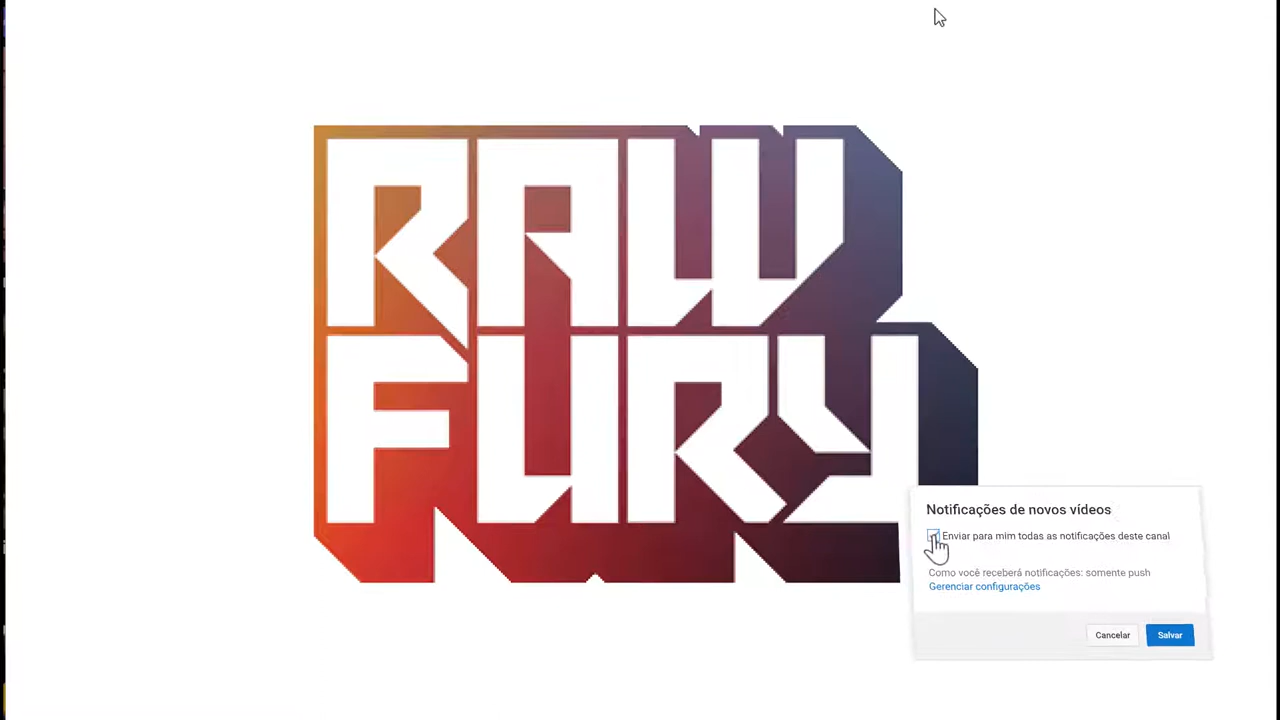 RAW
FURY
Notificações de novos vídeos
Enviar para mim todas as notificações deste canal
Como você receberá notificações: somente push
Gerenciar configurações
Cancelar
Salvar